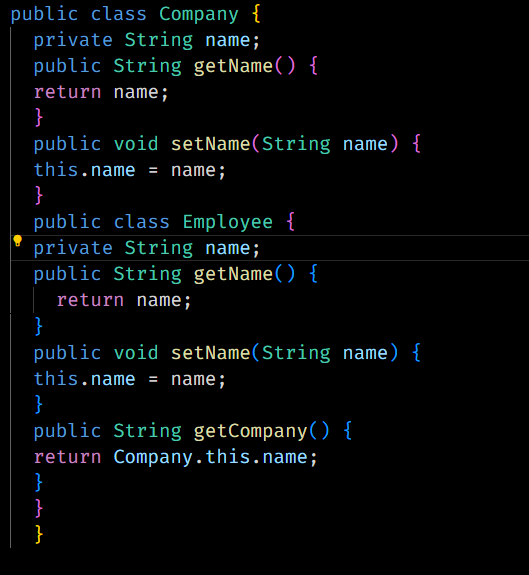 public class Company {
private String name;
public String getName() {
return name;
}
public void setName(String name) {
this.name = name;
}
public class Employee {
private String name;
public String getName() {
return name;
}
public void setName(String name) {
this.name = name;
}
public String getCompany() {
return Company.this.name;
}
}
}